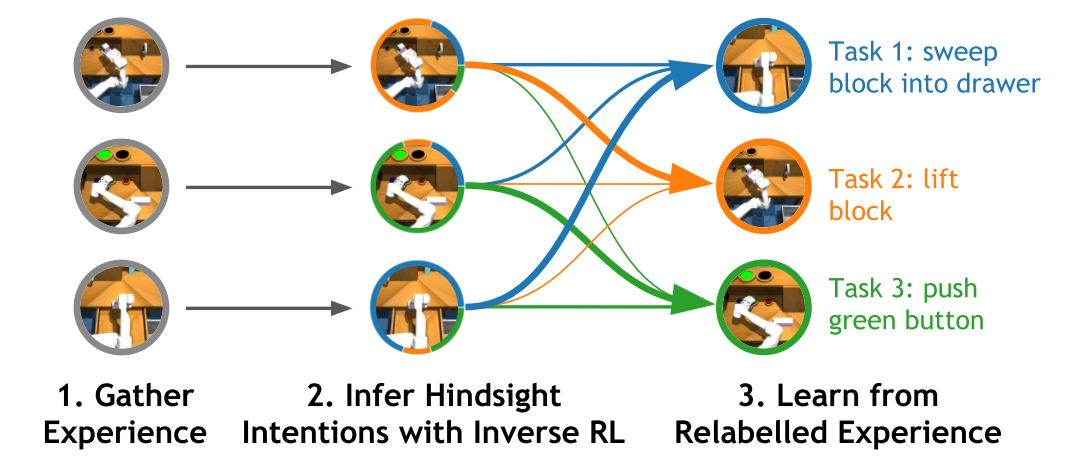 Task 1: sweep
block into drawer
Task 2: lift
block
Task 3: push
green button
1. Gather
Experience
2. Infer Hindsight
Intentions with Inverse RL
3. Learn from
Relabelled Experience